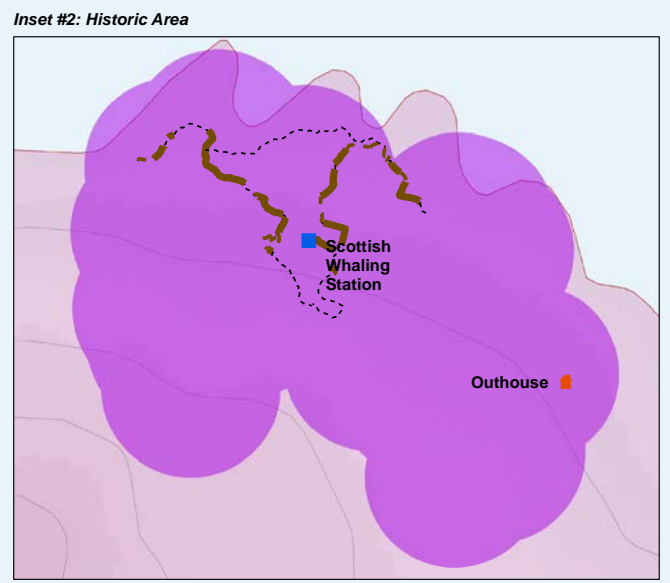 Inset #2: Historic Area
Scottish
Whaling
Station
Outhouse